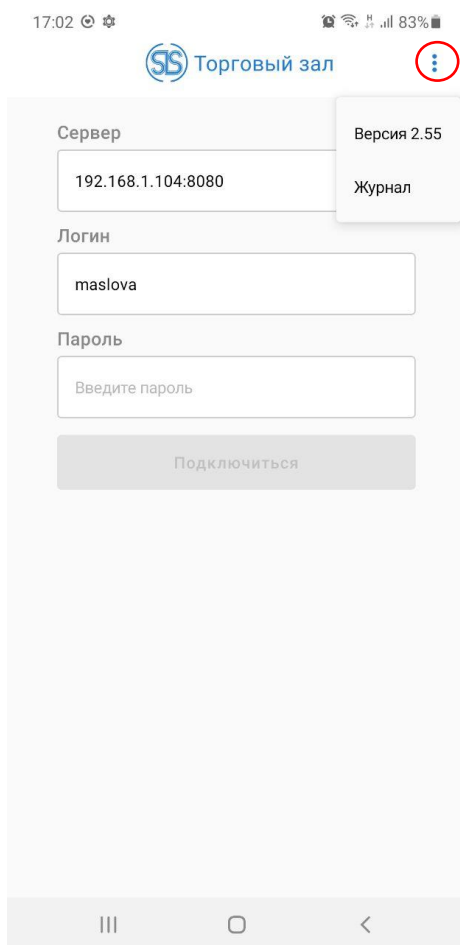 17:02 83%
SIS Торговый зал
Сервер
Версия 2.55
192.168.1.104:8080
Журнал
Логин
maslova
Пароль
Введите пароль
Подключиться